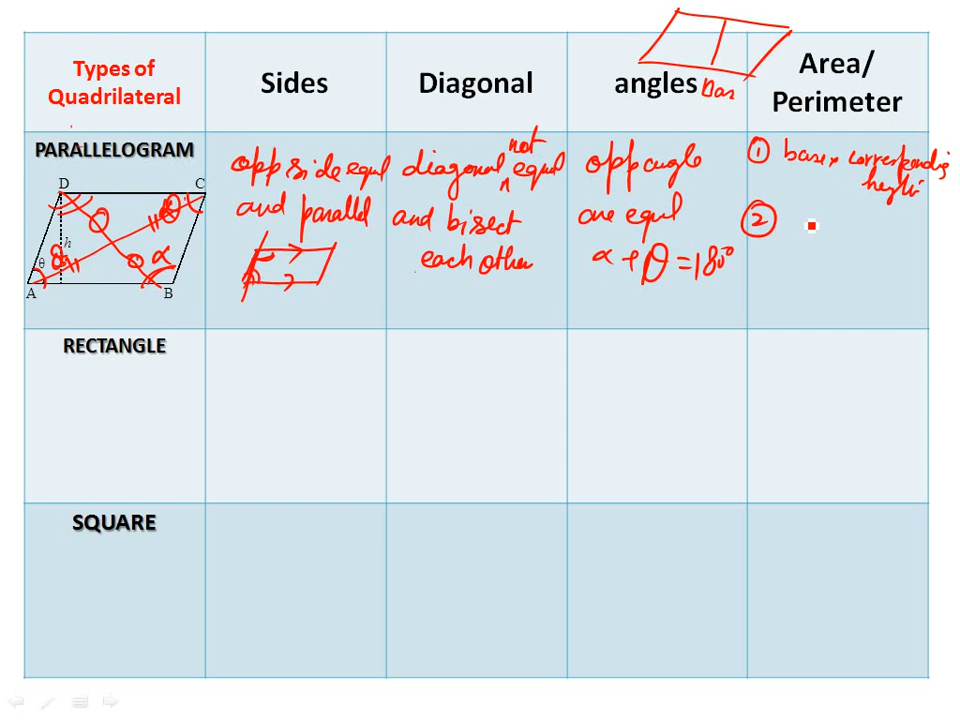 Types of
Quadrilateral
Sides
Diagonal
angles
Area/
Perimeter
PARALLELOGRAM
D
C
h
θ
θ
α
A
B
opp side equal
and parallel
diagonal not equal
and bisect
each other
opp angle
are equal
α + θ = 180°
① base × corresponding
②
RECTANGLE
SQUARE